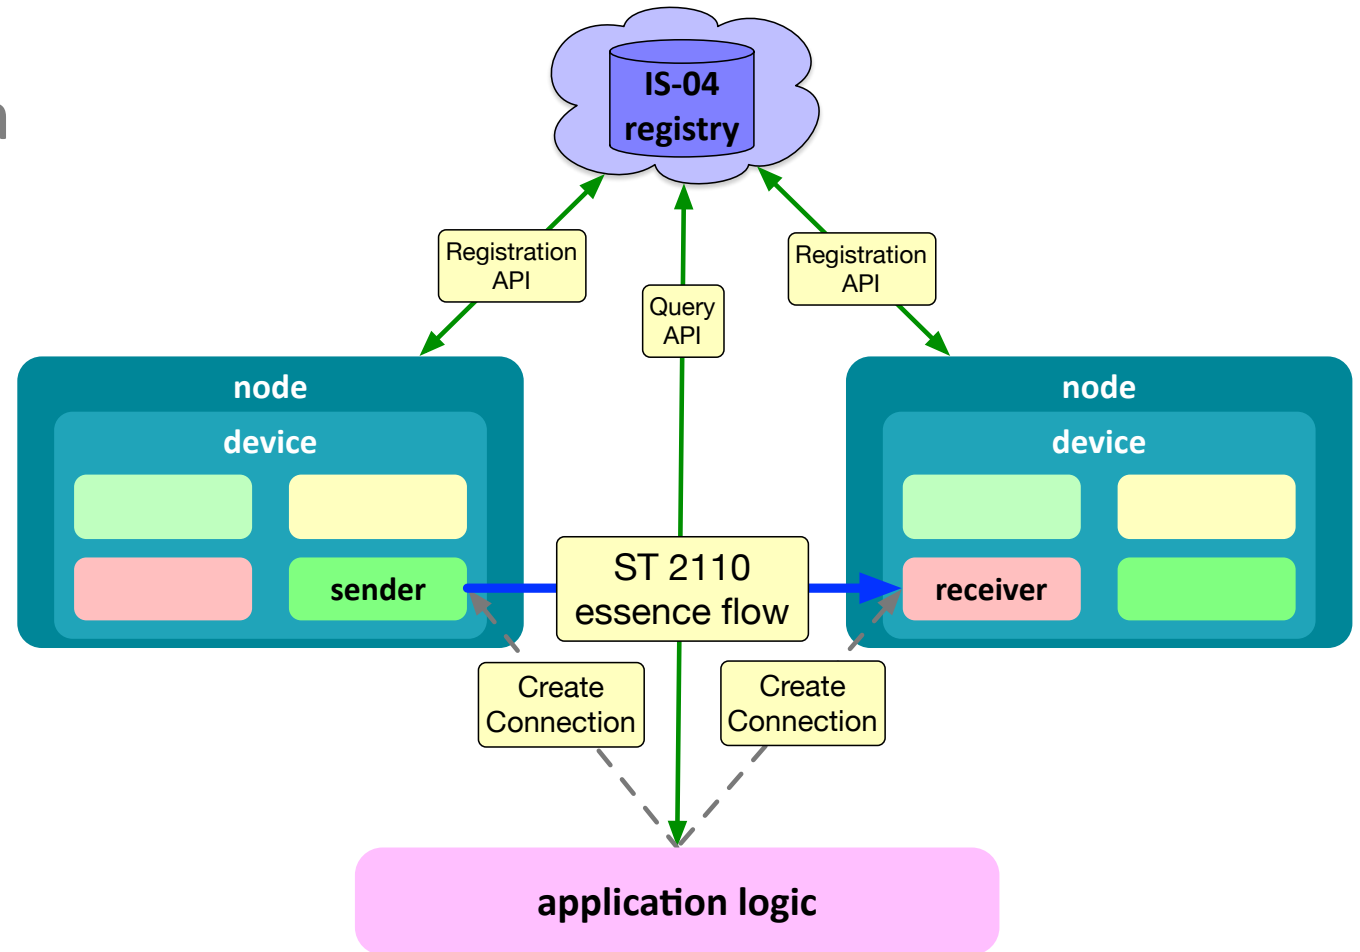 IS-04
registry
Registration
API
Query
API
Registration
API
node
device
sender
node
device
receiver
ST 2110
essence flow
Create
Connection
Create
Connection
application logic